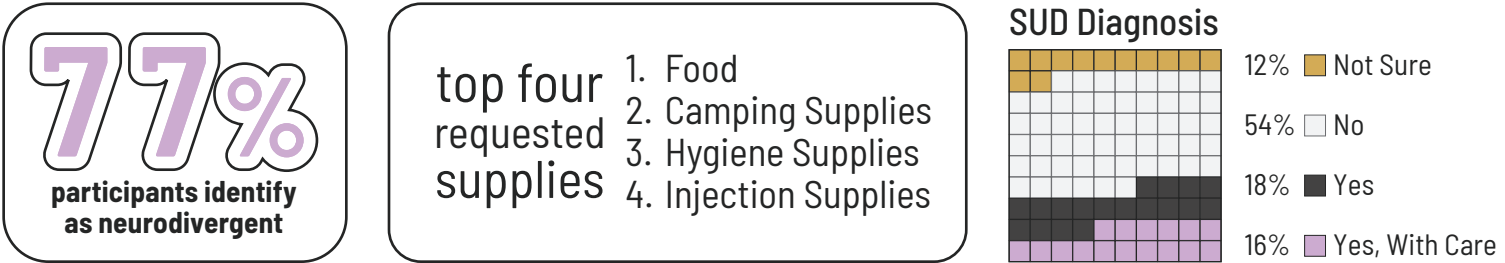 77%
participants identify
as neurodivergent
top four
requested
supplies
1. Food
2. Camping Supplies
3. Hygiene Supplies
4. Injection Supplies
SUD Diagnosis
12% Not Sure
54% No
18% Yes
16% Yes, With Care